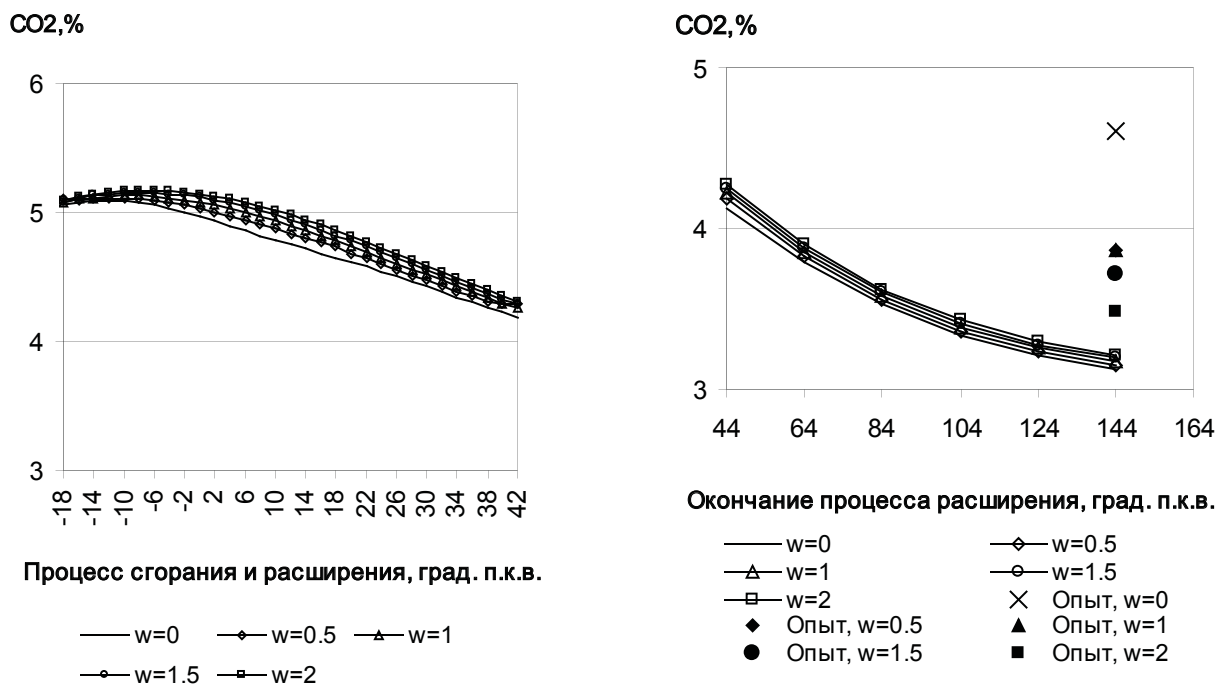 CO2,%
6
5
4
3
-18
-14
-10
-6
-2
2
6
10
14
18
22
26
30
34
38
42
Процесс сгорания и расширения, град. п.к.в.
w=0 w=0.5 w=1
w=1.5 w=2
CO2,%
5
4
3
44 64 84 104 124 144 164
Окончание процесса расширения, град. п.к.в.
w=0 w=0.5
w=1 w=1.5
w=2 Опыт, w=0
Опыт, w=0.5 Опыт, w=1
Опыт, w=1.5 Опыт, w=2